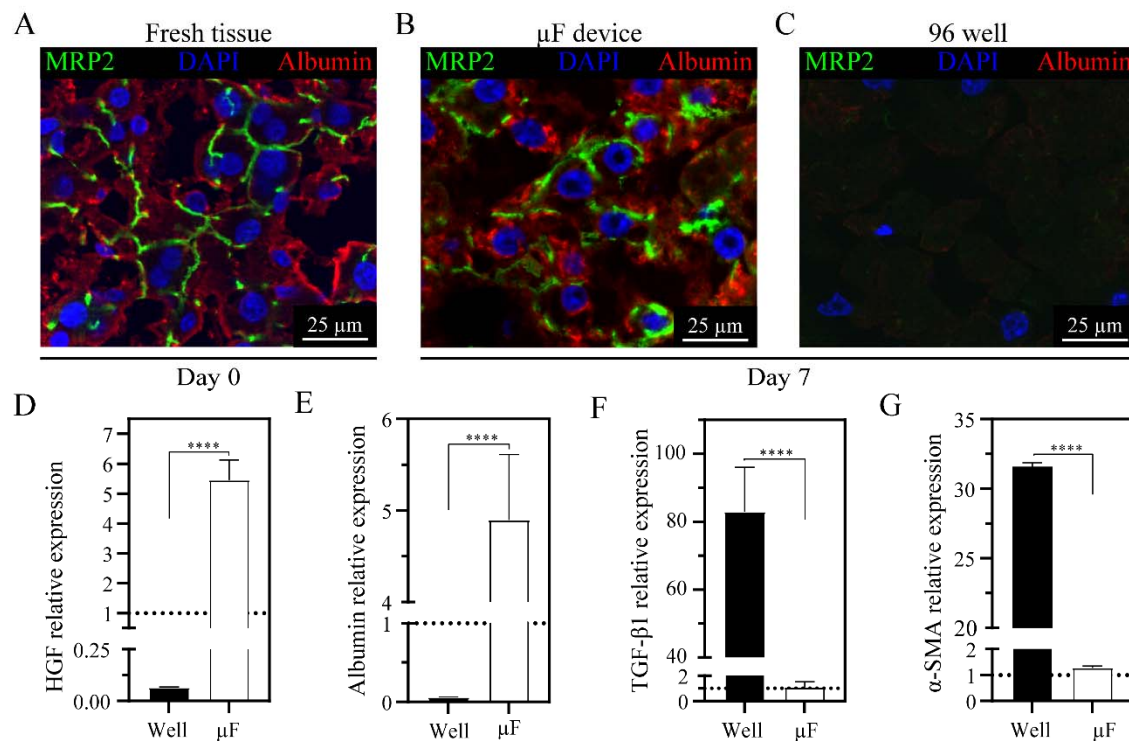 A Fresh tissue B µF device C 96 well
MRP2 DAPI Albumin MRP2 DAPI Albumin MRP2 DAPI Albumin
25 µm 25 µm 25 µm
Day 0 Day 7
D E F G
HGF relative expression
7
6
5
4
3
2
1
0.25
0.00
****
Well µF
Albumin relative expression
6
5
4
1
0
****
Well µF
TGF-β1 relative expression
100
80
60
40
2
0
****
Well µF
α-SMA relative expression
35
30
25
20
2
1
0
****
Well µF